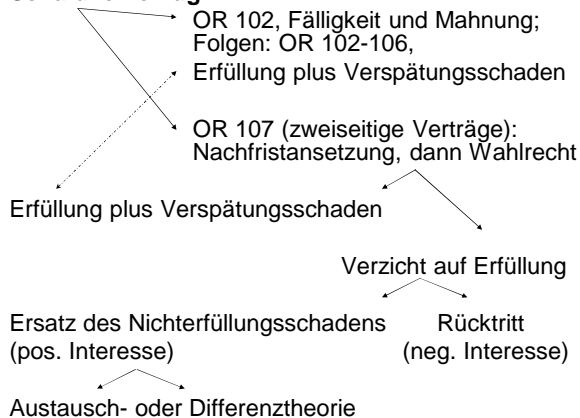 OR 102, Fälligkeit und Mahnung;
Folgen: OR 102-106,
Erfüllung plus Verspätungsschaden
OR 107 (zweiseitige Verträge):
Nachfristansetzung, dann Wahlrecht
Erfüllung plus Verspätungsschaden
Verzicht auf Erfüllung
Ersatz des Nichterfüllungsschadens Rücktritt
(pos. Interesse) (neg. Interesse)
Austausch- oder Differenztheorie